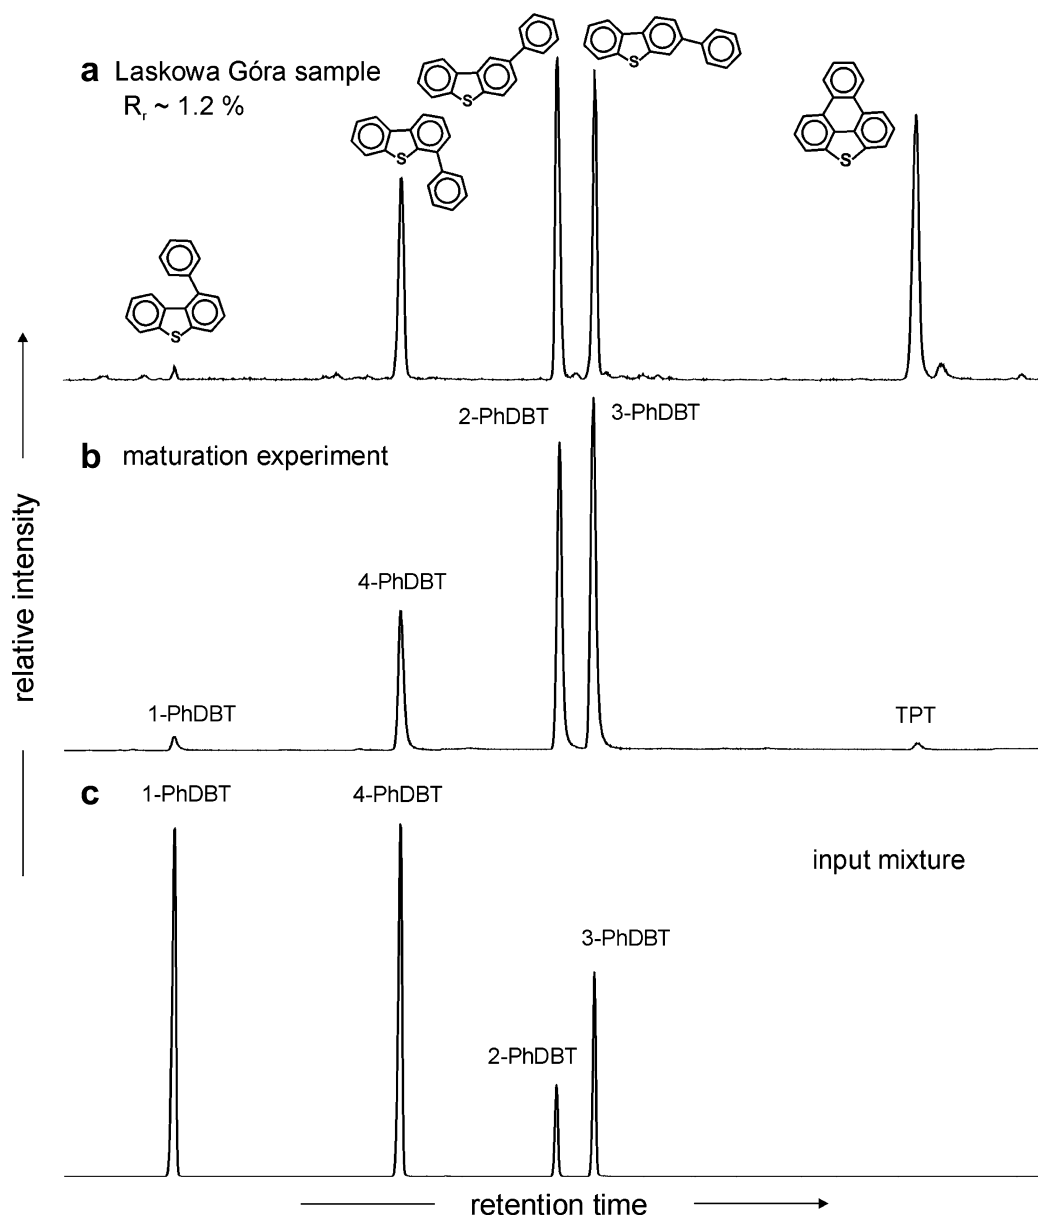 a Laskowa Góra sample
Rr ~ 1.2 %
S
S
S
S
S
2-PhDBT
3-PhDBT
b maturation experiment
4-PhDBT
1-PhDBT
TPT
c
1-PhDBT
4-PhDBT
input mixture
3-PhDBT
2-PhDBT
relative intensity
retention time